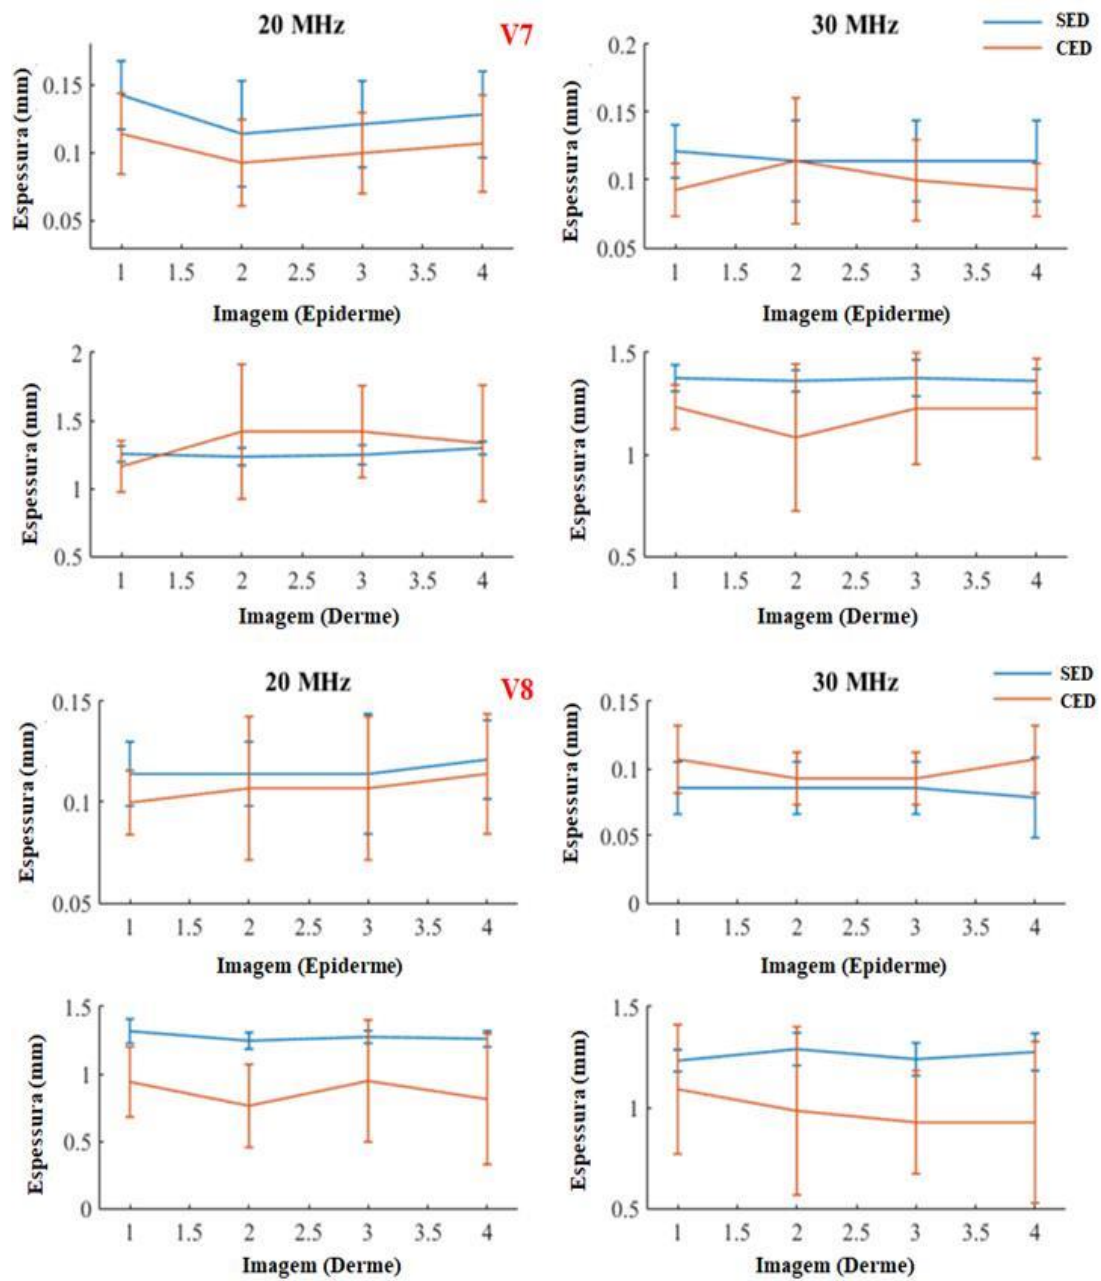 20 MHz
V7
30 MHz
SED
CED
Espessura (mm)
0.15
0.1
0.05
1 1.5 2 2.5 3 3.5 4
Imagem (Epiderme)
Espessura (mm)
0.2
0.15
0.1
0.05
1 1.5 2 2.5 3 3.5 4
Imagem (Epiderme)
Espessura (mm)
2
1.5
1
0.5
1 1.5 2 2.5 3 3.5 4
Imagem (Derme)
Espessura (mm)
1.5
1
0.5
1 1.5 2 2.5 3 3.5 4
Imagem (Derme)
20 MHz
V8
30 MHz
SED
CED
Espessura (mm)
0.15
0.1
0.05
1 1.5 2 2.5 3 3.5 4
Imagem (Epiderme)
Espessura (mm)
0.15
0.1
0.05
0
1 1.5 2 2.5 3 3.5 4
Imagem (Epiderme)
Espessura (mm)
1.5
1
0.5
0
1 1.5 2 2.5 3 3.5 4
Imagem (Derme)
Espessura (mm)
1.5
1
0.5
1 1.5 2 2.5 3 3.5 4
Imagem (Derme)